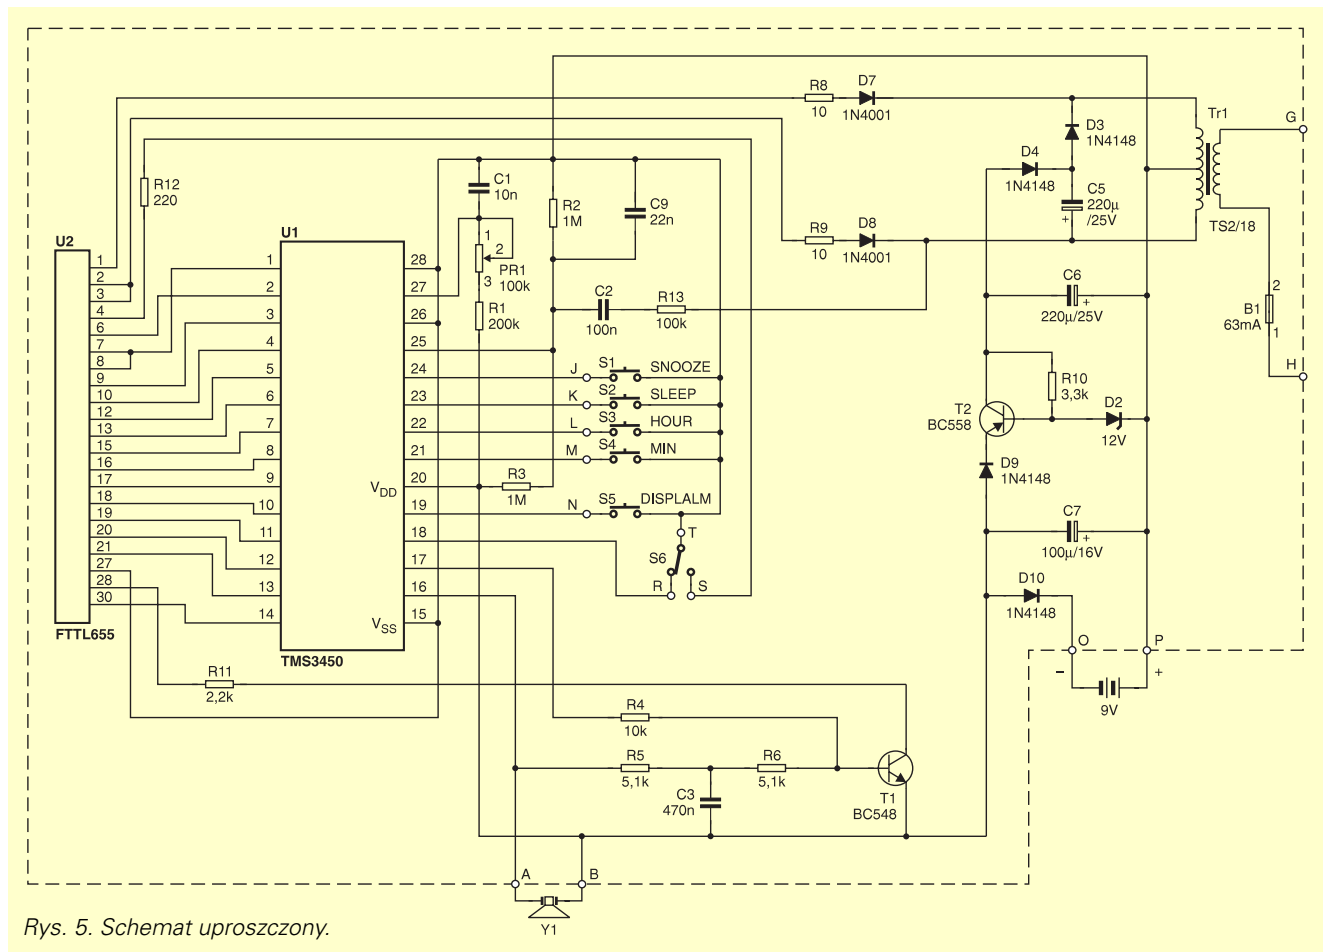 D7
R8
10
1N4001
Tr1
G
D3
1N4148
D4
1N4148
C5
220µ
/25V
+
TS2/18
R12
220
C1
10n
R2
1M
C9
22n
R9
10
D8
1N4001
U2
U1
1
2
3
4
6
7
8
9
10
12
13
15
16
17
18
19
20
21
27
28
30
FTTL655
1
2
3
4
5
6
7
8
9
10
11
12
13
14
28
27
26
25
24
23
22
21
20
19
18
17
16
15
VDD
VSS
TMS3450
1
2
3
PR1
100k
R1
200k
C2
100n
R13
100k
C6
220µ/25V
+
2
B1
63mA
1
H
J
S1
SNOOZE
K
S2
SLEEP
L
S3
HOUR
M
S4
MIN
R3
1M
N
S5
DISPLALM
T
S6
R
S
R10
3,3k
T2
BC558
D2
12V
D9
1N4148
C7
100µ/16V
+
D10
1N4148
O
P
−
+
9V
R11
2,2k
R4
10k
R5
5,1k
R6
5,1k
C3
470n
T1
BC548
A
B
Y1
Rys. 5. Schemat uproszczony.